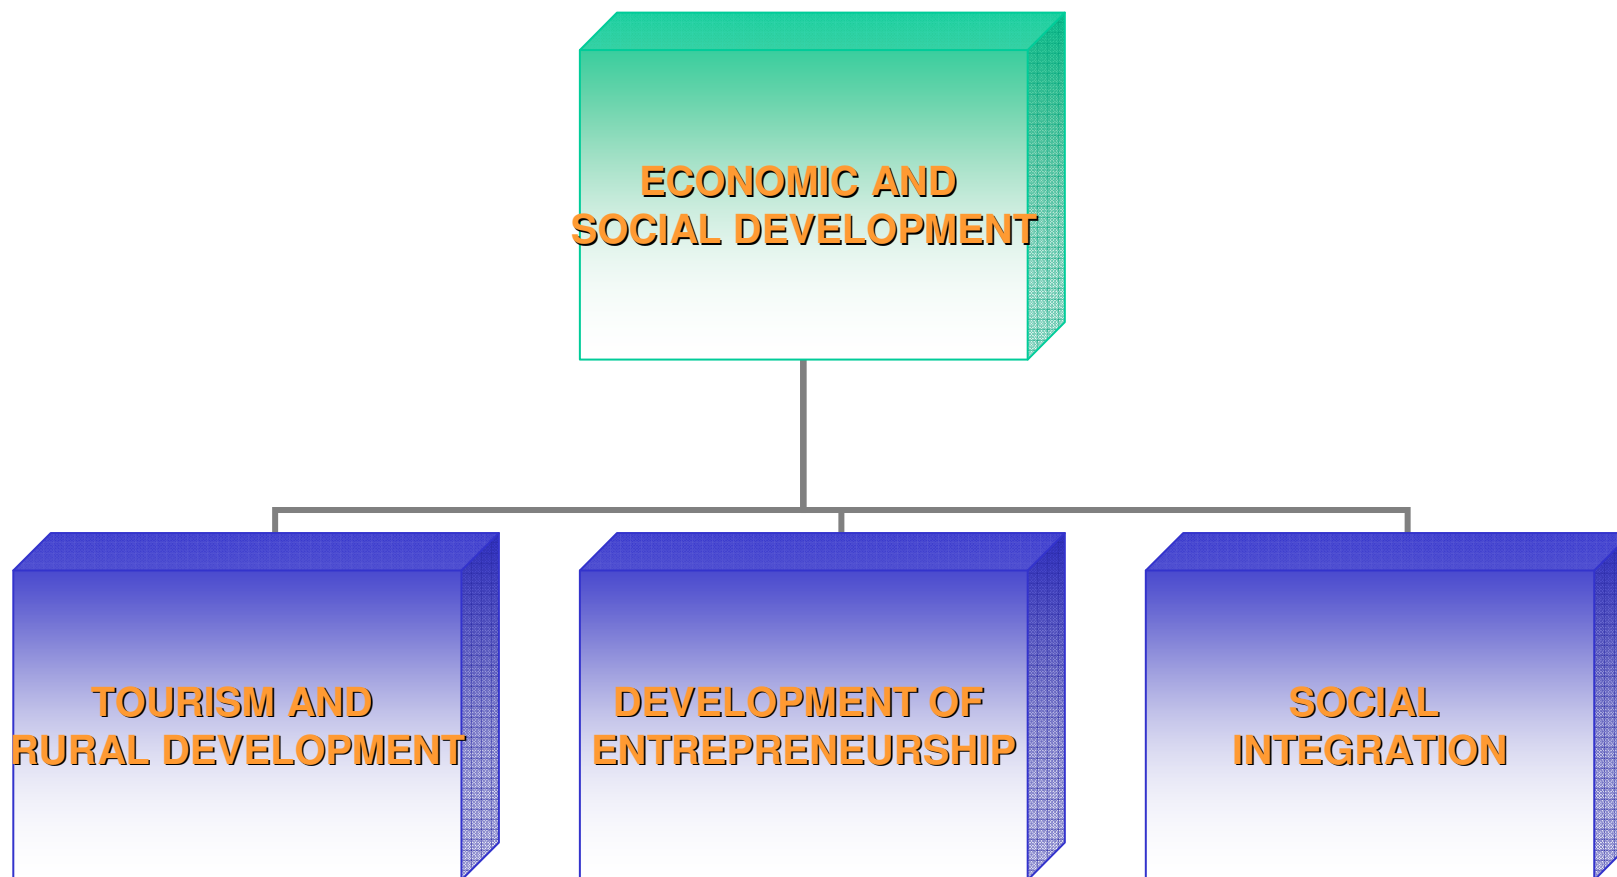 ECONOMIC AND
SOCIAL DEVELOPMENT
TOURISM AND
RURAL DEVELOPMENT
DEVELOPMENT OF
ENTREPRENEURSHIP
SOCIAL
INTEGRATION